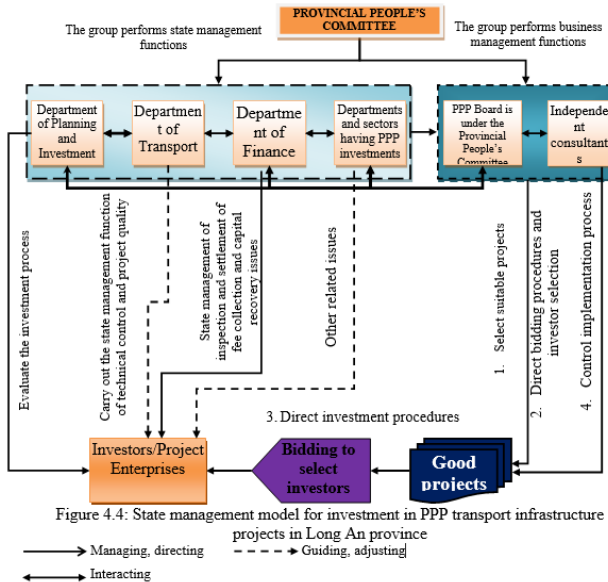 PROVINCIAL PEOPLE'S
COMMITTEE
The group performs state management
functions
The group performs business
management functions
Department
of Planning
and
Investment
Departmen
t of
Transport
Departme
nt of
Finance
Departments
and sectors
having PPP
investments
PPP Board is
under the
Provincial
People's
Committee
Independ
ent
consultant
s
Evaluate the investment process
Carry out the state management function
of technical control and project quality
State management of
inspection and settlement of
fee collection and capital
recovery issues
Other related issues
1. Select suitable projects
2. Direct bidding procedures and
investor selection
4. Control implementation process
3. Direct investment procedures
Investors/Project
Enterprises
Bidding to
select
investors
Good
projects
Figure 4.4: State management model for investment in PPP transport infrastructure
projects in Long An province
Managing, directing
Guiding, adjusting
Interacting